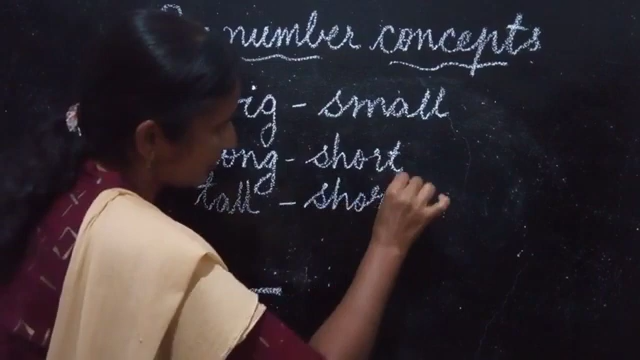 number concepts
ig - small
ong - short
tall - shor